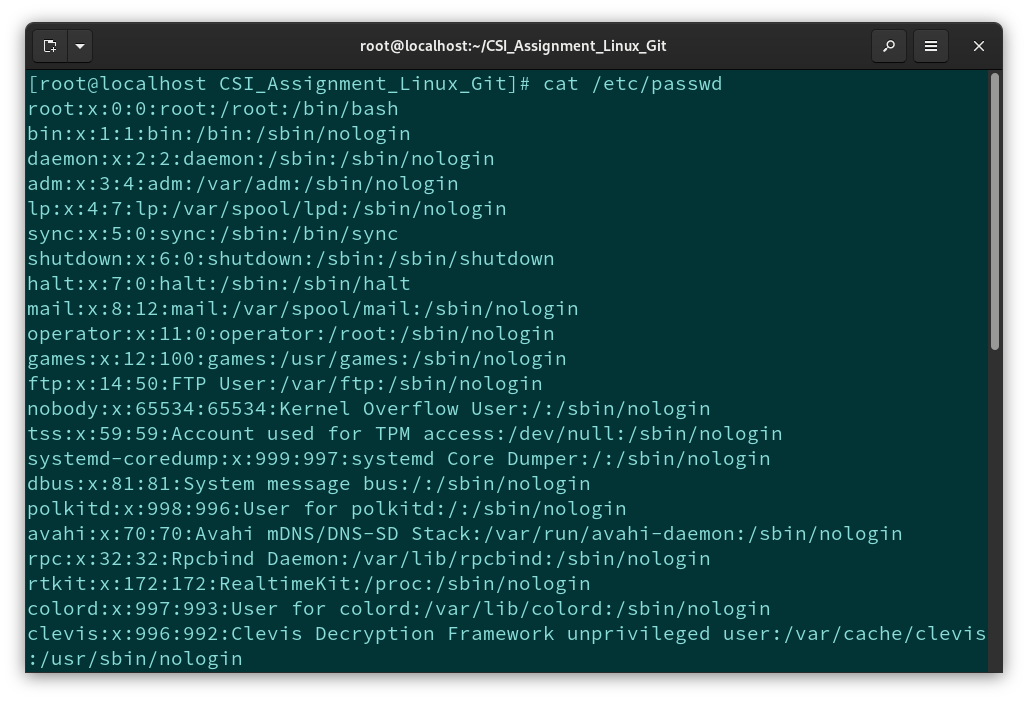 root@localhost:~/CSI_Assignment_Linux_Git
[root@localhost CSI_Assignment_Linux_Git]# cat /etc/passwd
root:x:0:0:root:/root:/bin/bash
bin:x:1:1:bin:/bin:/sbin/nologin
daemon:x:2:2:daemon:/sbin:/sbin/nologin
adm:x:3:4:adm:/var/adm:/sbin/nologin
lp:x:4:7:lp:/var/spool/lpd:/sbin/nologin
sync:x:5:0:sync:/sbin:/bin/sync
shutdown:x:6:0:shutdown:/sbin:/sbin/shutdown
halt:x:7:0:halt:/sbin:/sbin/halt
mail:x:8:12:mail:/var/spool/mail:/sbin/nologin
operator:x:11:0:operator:/root:/sbin/nologin
games:x:12:100:games:/usr/games:/sbin/nologin
ftp:x:14:50:FTP User:/var/ftp:/sbin/nologin
nobody:x:65534:65534:Kernel Overflow User:/:/sbin/nologin
tss:x:59:59:Account used for TPM access:/dev/null:/sbin/nologin
systemd-coredump:x:999:997:systemd Core Dumper:/:/sbin/nologin
dbus:x:81:81:System message bus:/:/sbin/nologin
polkitd:x:998:996:User for polkitd:/:/sbin/nologin
avahi:x:70:70:Avahi mDNS/DNS-SD Stack:/var/run/avahi-daemon:/sbin/nologin
rpc:x:32:32:Rpcbind Daemon:/var/lib/rpcbind:/sbin/nologin
rtkit:x:172:172:RealtimeKit:/proc:/sbin/nologin
colord:x:997:993:User for colord:/var/lib/colord:/sbin/nologin
clevis:x:996:992:Clevis Decryption Framework unprivileged user:/var/cache/clevis
:/usr/sbin/nologin